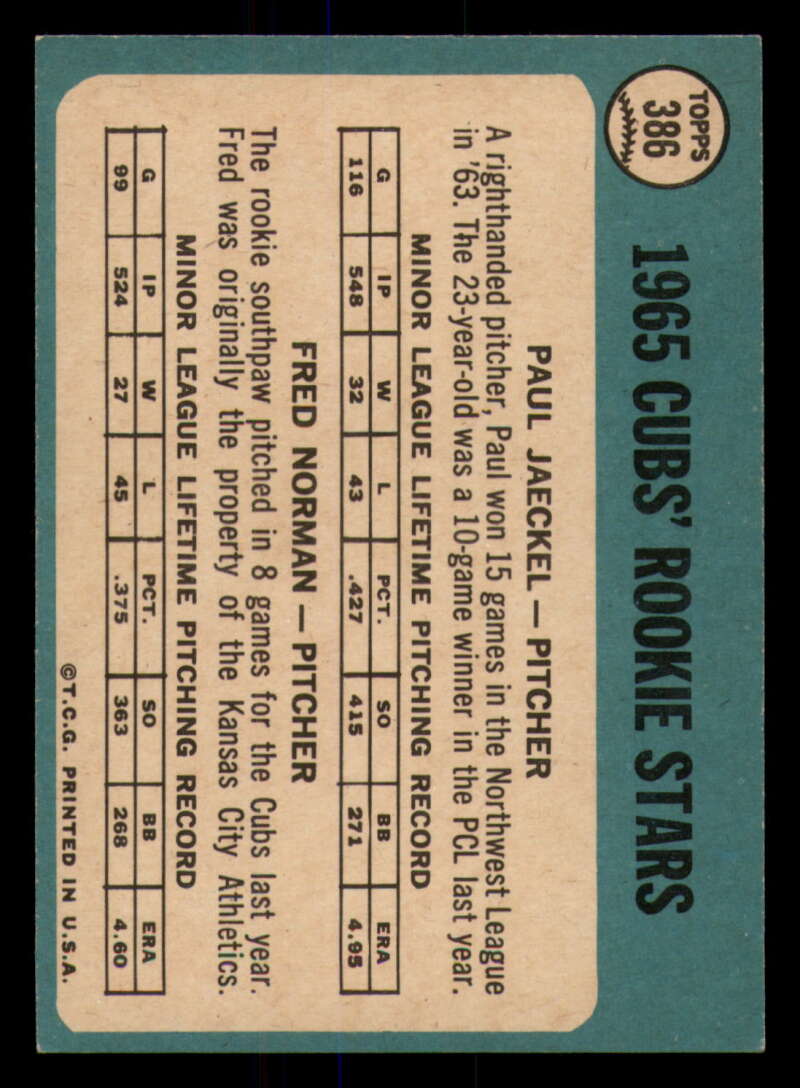 TOPPS
386
1965 CUBS' ROOKIE STARS
PAUL JAECKEL — PITCHER
A righthanded pitcher, Paul won 15 games in the Northwest League
in '63. The 23-year-old was a 10-game winner in the PCL last year.
MINOR LEAGUE LIFETIME PITCHING RECORD
G IP W L PCT. SO BB ERA
116 548 32 43 .427 415 271 4.95
FRED NORMAN — PITCHER
The rookie southpaw pitched in 8 games for the Cubs last year.
Fred was originally the property of the Kansas City Athletics.
MINOR LEAGUE LIFETIME PITCHING RECORD
G IP W L PCT. SO BB ERA
99 524 27 45 .375 363 268 4.60
©T.C.G. PRINTED IN U.S.A.